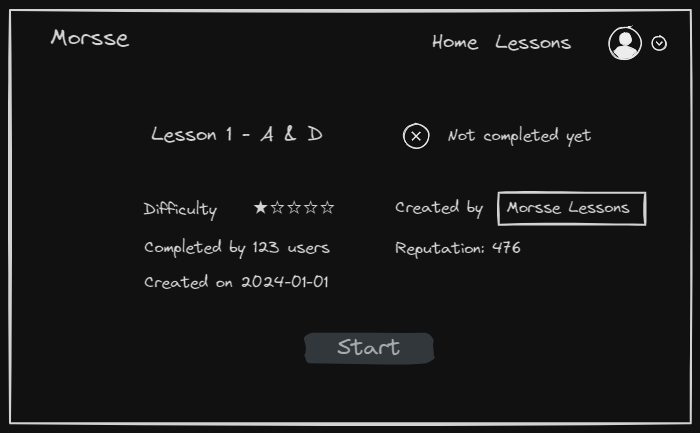 Morsse
Home Lessons
Lesson 1 - A & D
Not completed yet
Difficulty ★☆☆☆☆
Created by Morsse Lessons
Completed by 123 users
Reputation: 476
Created on 2024-01-01
Start